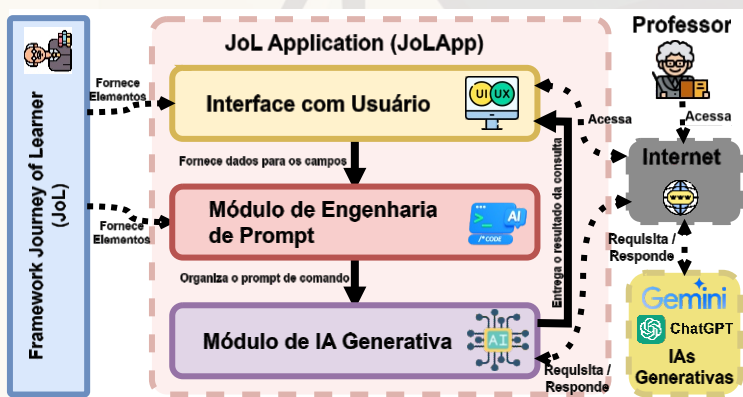 Framework Journey of Learner
(JoL)
Fornece
Elementos
Fornece
Elementos
JoL Application (JoLApp)
Interface com Usuário
UI UX
Fornece dados para os campos
Módulo de Engenharia
de Prompt
>_ AI
/* CODE
Organiza o prompt de comando
Módulo de IA Generativa
AI
Entrega o resultado da consulta
Acessa
Requisita /
Responde
Professor
Acessa
Internet
Requisita /
Responde
Gemini
ChatGPT
IAs
Generativas